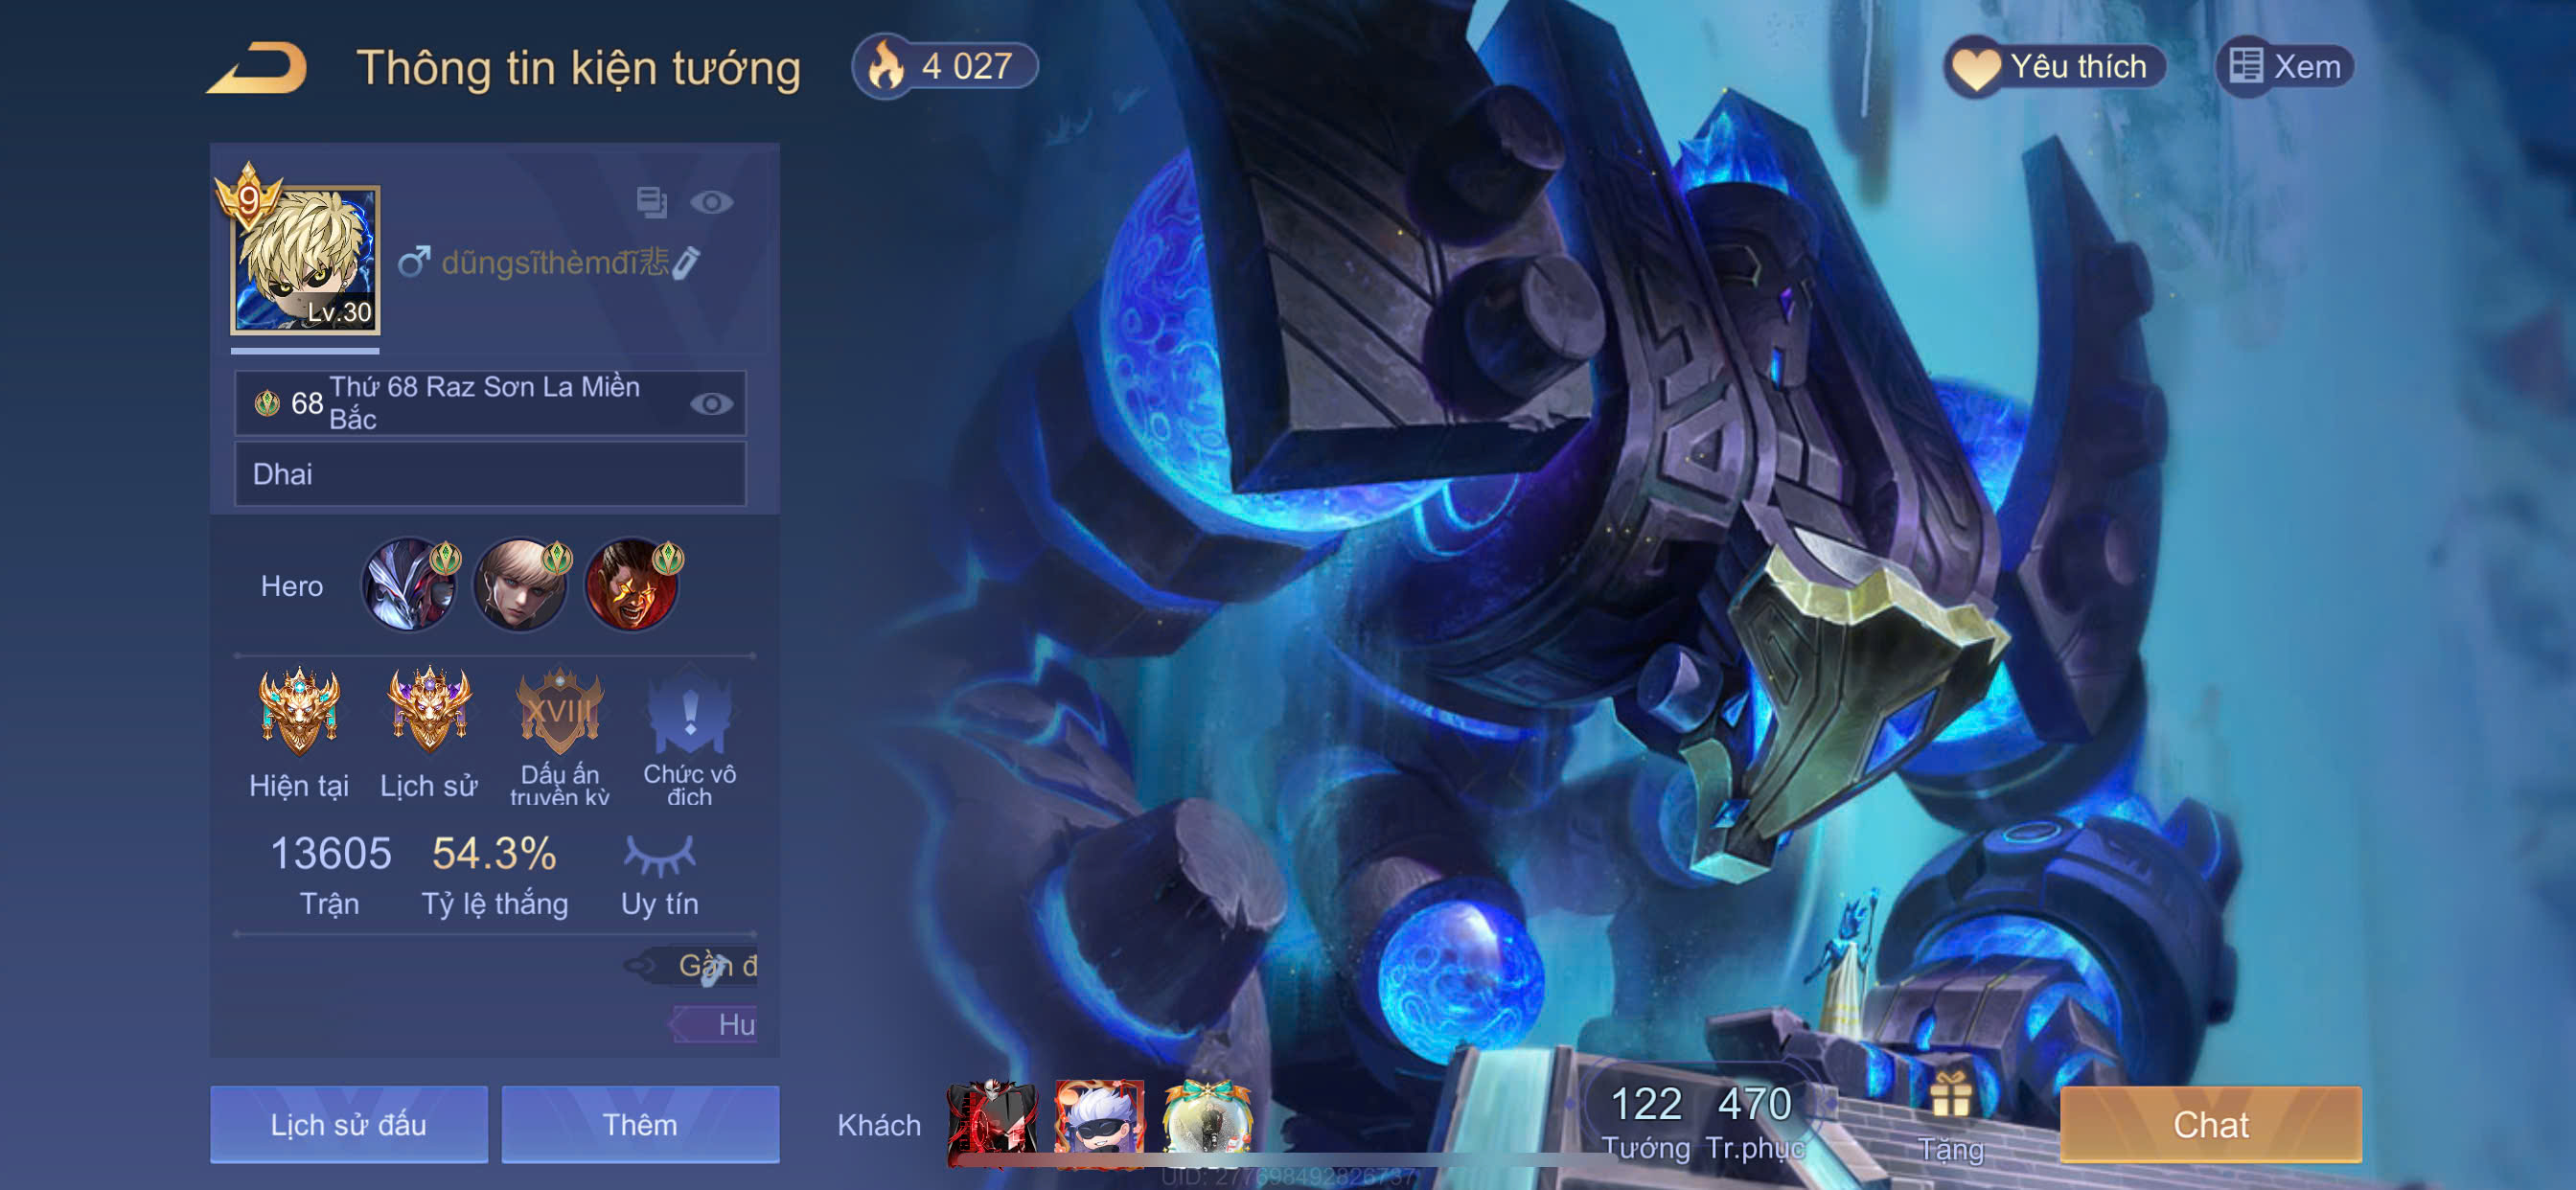 Thông tin kiện tướng
4 027
Yêu thích
Xem
9
dũngsĩthèmđĩ悲
Lv.30
68
Thứ 68 Raz Sơn La Miền
Bắc
Dhai
Hero
XVIII
Hiện tại
Lịch sử
Dấu ấn
truyền kỳ
Chức vô
địch
13605
54.3%
Trận
Tỷ lệ thắng
Uy tín
Gần đ
Hu
Lịch sử đấu
Thêm
Khách
122
470
Tướng
Tr.phục
Tặng
Chat
UID: 277698492826737